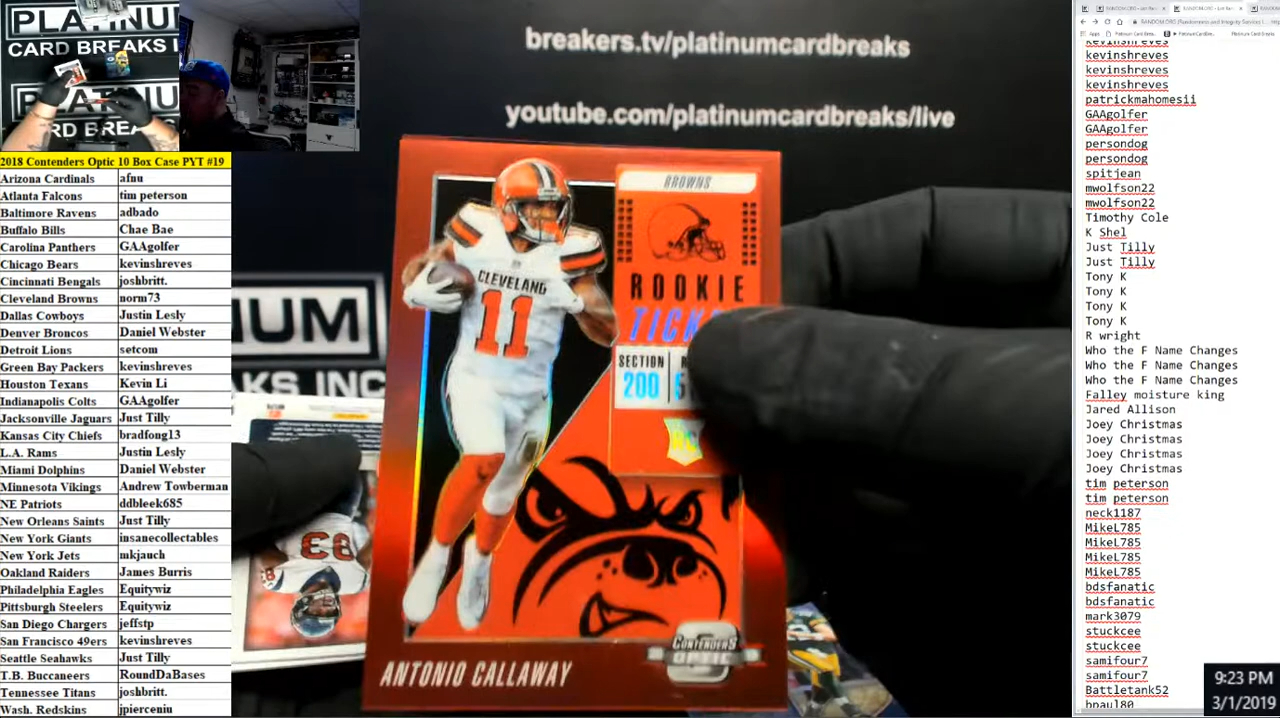 PLATINUM
CARD BREAKS I
PLATINU
CARD BREA
2018 Contenders Optic 10 Box Case PYT #19
Arizona Cardinals afnu
Atlanta Falcons tim peterson
Baltimore Ravens adbado
Buffalo Bills Chae Bae
Carolina Panthers GAAgolfer
Chicago Bears kevinshreves
Cincinnati Bengals joshbritt.
Cleveland Browns norm73
Dallas Cowboys Justin Lesly
Denver Broncos Daniel Webster
Detroit Lions setcom
Green Bay Packers kevinshreves
Houston Texans Kevin Li
Indianapolis Colts GAAgolfer
Jacksonville Jaguars Just Tilly
Kansas City Chiefs bradfong13
L.A. Rams Justin Lesly
Miami Dolphins Daniel Webster
Minnesota Vikings Andrew Towberman
NE Patriots ddbleek685
New Orleans Saints Just Tilly
New York Giants insanecollectables
New York Jets mkjauch
Oakland Raiders James Burris
Philadelphia Eagles Equitywiz
Pittsburgh Steelers Equitywiz
San Diego Chargers jeffstp
San Francisco 49ers kevinshreves
Seattle Seahawks Just Tilly
T.B. Buccaneers RoundDaBases
Tennessee Titans joshbritt.
Wash. Redskins jpierceniu
breakers.tv/platinumcardbreaks
youtube.com/platinumcardbreaks/live
NUM
KS INC
BROWNS
ROOKIE
TICK
SECTION
200
CLEVELAND
11
83
CONTENDERS
OPTIC
CALLAWAY
kevinshreves
kevinshreves
kevinshreves
kevinshreves
patrickmahomesii
GAAgolfer
GAAgolfer
persondog
persondog
spitjean
mwolfson22
mwolfson22
Timothy Cole
K Shel
Just Tilly
Just Tilly
Tony K
Tony K
Tony K
Tony K
R wright
Who the F Name Changes
Who the F Name Changes
Who the F Name Changes
Falley moisture king
Jared Allison
Joey Christmas
Joey Christmas
Joey Christmas
Joey Christmas
tim peterson
tim peterson
neck1187
MikeL785
MikeL785
MikeL785
MikeL785
bdsfanatic
bdsfanatic
mark3079
stuckcee
stuckcee
samifour7
samifour7
Battletank52
bpaul80
9:23 PM
3/1/2019